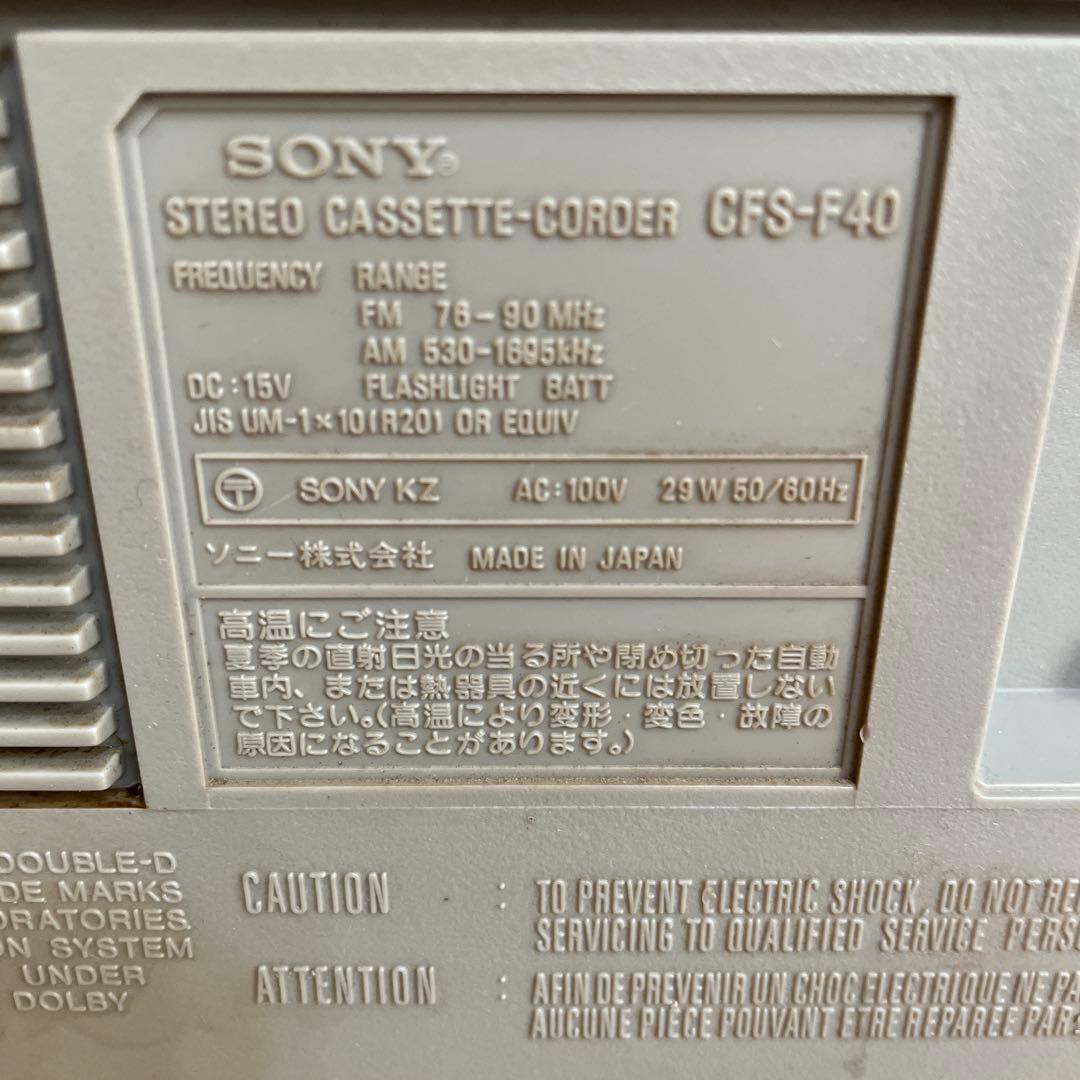 SONY®
STEREO CASSETTE-CORDER CFS-F40
FREQUENCY RANGE
FM 76-90 MHz
AM 530-1695kHz
DC:15V FLASHLIGHT BATT
JIS UM-1×10(R20) OR EQUIV
〒 SONY KZ AC:100V 29W 50/60Hz
ソニー株式会社 MADE IN JAPAN
高温にご注意
夏季の直射日光の当る所や閉め切った自動
車内、または熱器具の近くには放置しない
で下さい。(高温により変形・変色・故障の
原因になることがあります。)
DOUBLE-D
DE MARKS
ORATORIES.
ON SYSTEM
UNDER
DOLBY
CAUTION : TO PREVENT ELECTRIC SHOCK, DO NOT RE
SERVICING TO QUALIFIED SERVICE PERS
ATTENTION : AFIN DE PREVENIR UN CHOC ELECTRIQUE NE PA
AUCUNE PIÈCE POUVANT ETRE REPAREE PAR